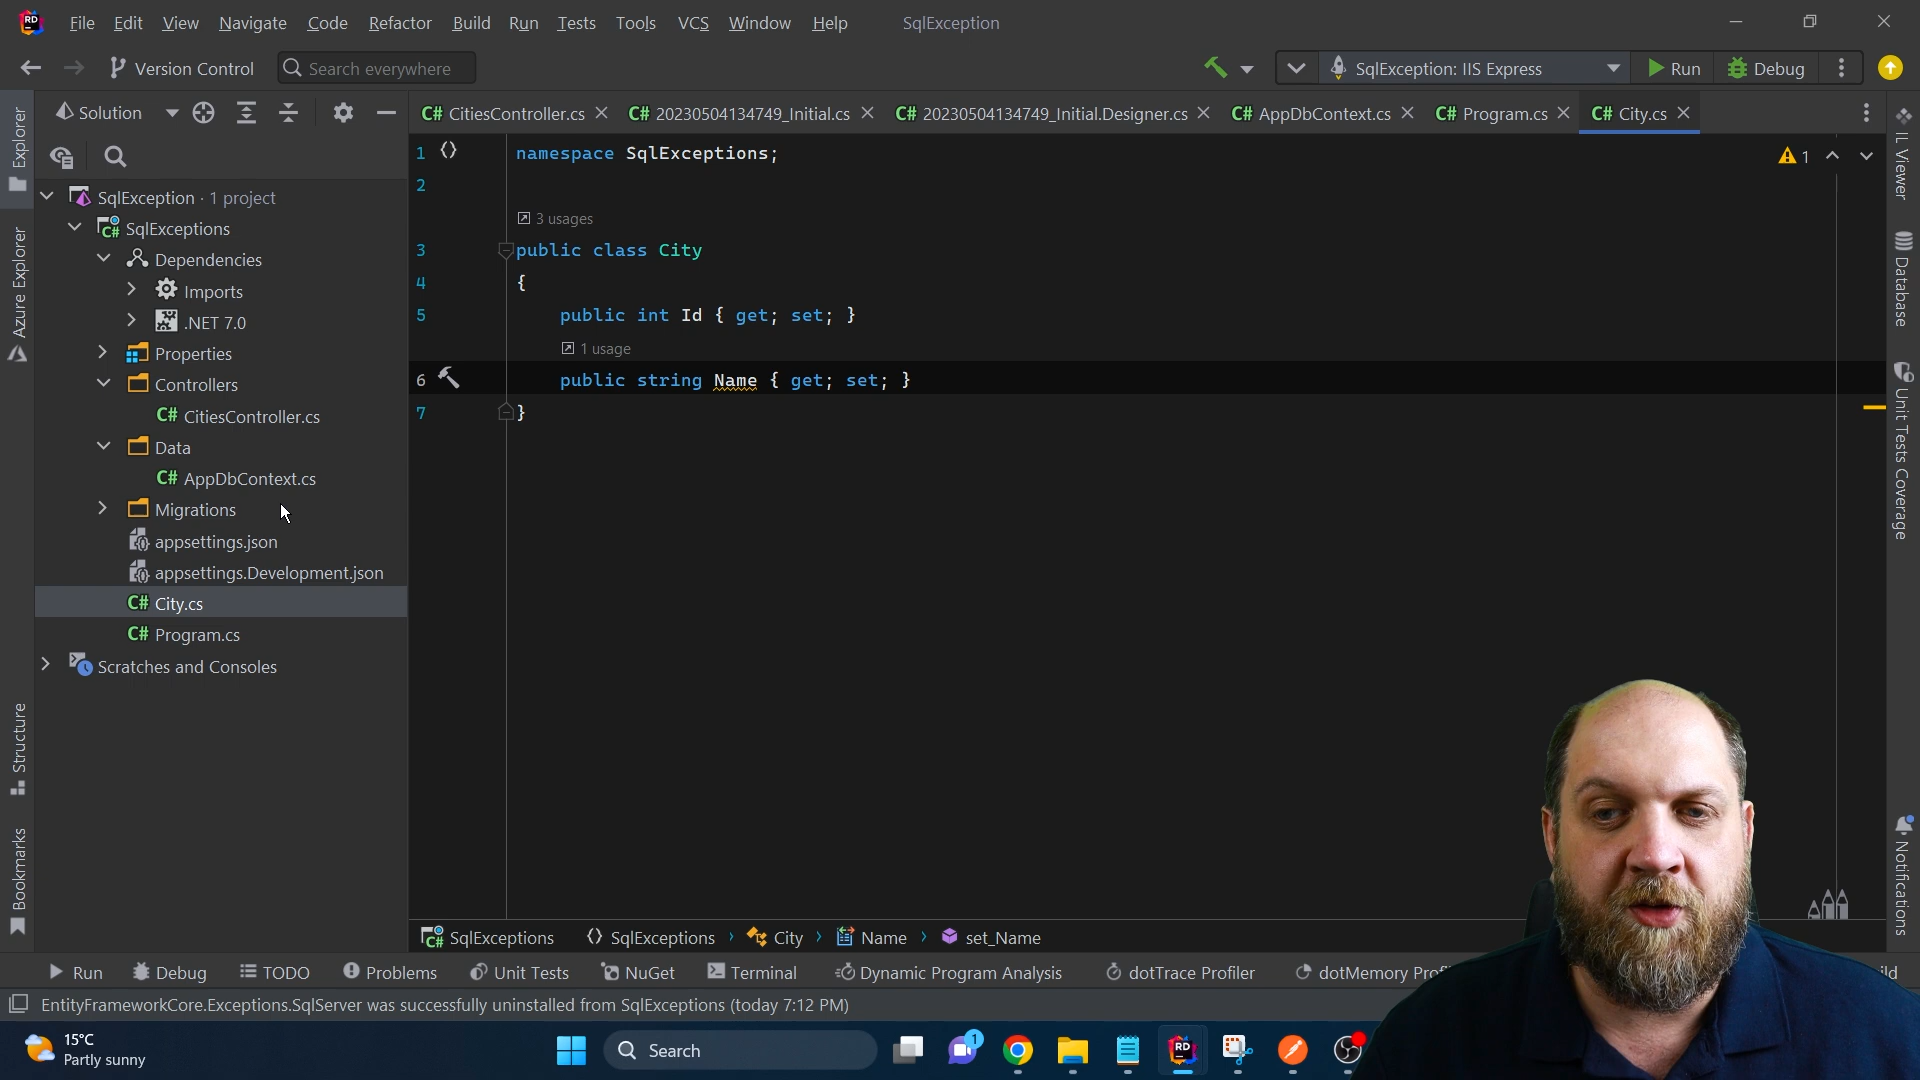 RD File Edit View Navigate Code Refactor Build Run Tests Tools VCS Window Help SqlException
Version Control Search everywhere SqlException: IIS Express Run Debug
Solution
C# CitiesController.cs C# 20230504134749_Initial.cs C# 20230504134749_Initial.Designer.cs C# AppDbContext.cs C# Program.cs C# City.cs
Explorer
Azure Explorer
Structure
Bookmarks
SqlException · 1 project
C# SqlExceptions
Dependencies
Imports
.NET 7.0
Properties
Controllers
C# CitiesController.cs
Data
C# AppDbContext.cs
Migrations
appsettings.json
appsettings.Development.json
C# City.cs
C# Program.cs
Scratches and Consoles
1 namespace SqlExceptions;
2
3 usages
3 public class City
4 {
5 public int Id { get; set; }
1 usage
6 public string Name { get; set; }
7 }
1
IL Viewer
Database
Unit Tests Coverage
Notifications
C# SqlExceptions SqlExceptions City Name set_Name
Run Debug TODO Problems Unit Tests NuGet Terminal Dynamic Program Analysis dotTrace Profiler
EntityFrameworkCore.Exceptions.SqlServer was successfully uninstalled from SqlExceptions (today 7:12 PM)
15°C
Partly sunny
Search
1
RD